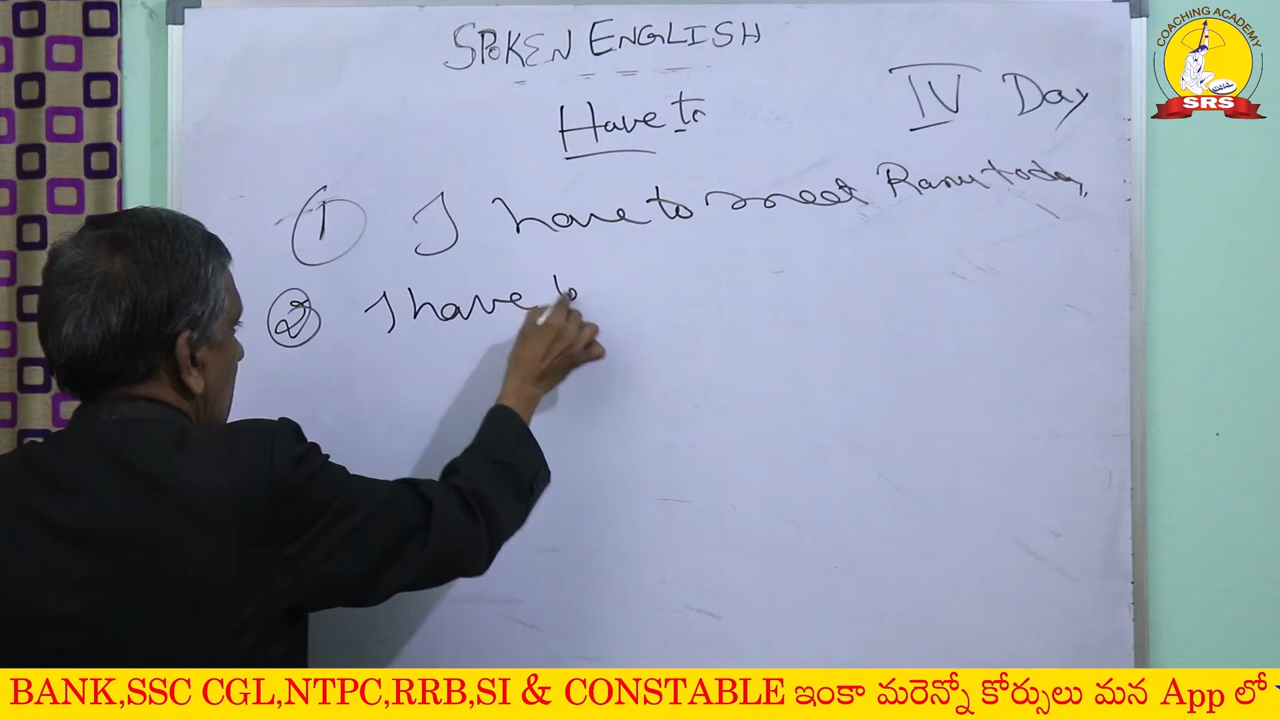 SPOKEN ENGLISH
IV Day
Have to
1 I have to meet Ramu today,
2 I have to
COACHING ACADEMY
SRS
BANK,SSC CGL,NTPC,RRB,SI & CONSTABLE ఇంకా మరెన్నో కోర్సులు మన App లో